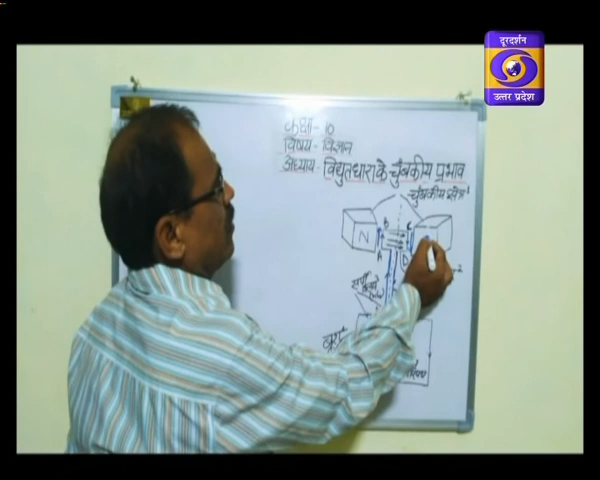 दूरदर्शन
उत्तर प्रदेश
कक्षा- 10
विषय - विज्ञान
अध्याय- विद्युतधारा के चुंबकीय प्रभाव
चुंबकीय क्षेत्र
N
B
C
A
D